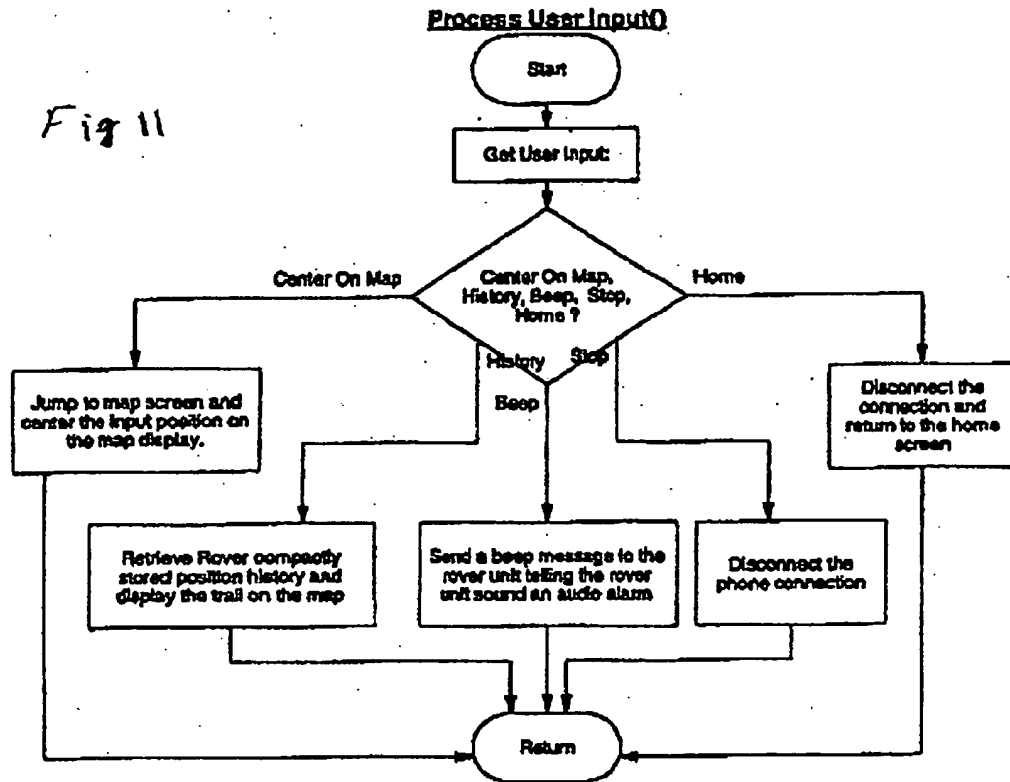 Process User Input()
Start
Fig 11
Get User Input:
Center On Map
Center On Map,
History, Beep, Stop,
Home ?
Home
History
Stop
Beep
Jump to map screen and
center the input position on
the map display.
Disconnect the
connection and
return to the home
screen
Retrieve Rover compactly
stored position history and
display the trail on the map
Send a beep message to the
rover unit telling the rover
unit sound an audio alarm
Disconnect the
phone connection
Return